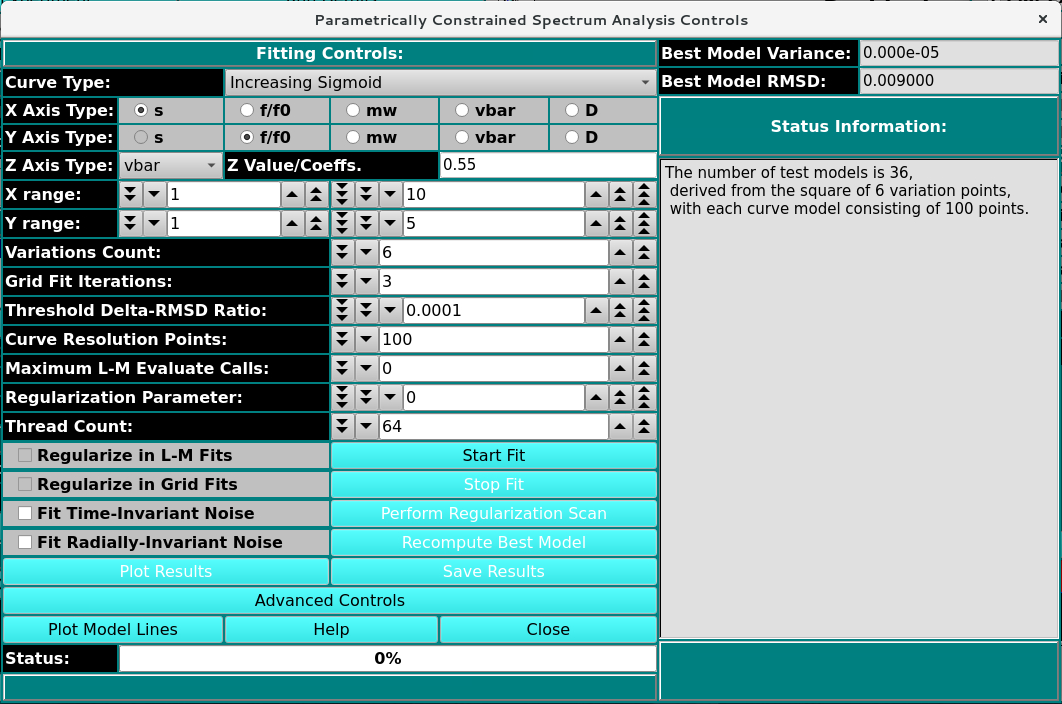 Parametrically Constrained Spectrum Analysis Controls
Fitting Controls:
Curve Type: Increasing Sigmoid
X Axis Type: s f/f0 mw vbar D
Y Axis Type: s f/f0 mw vbar D
Z Axis Type: vbar Z Value/Coeffs. 0.55
X range: 1 10
Y range: 1 5
Variations Count: 6
Grid Fit Iterations: 3
Threshold Delta-RMSD Ratio: 0.0001
Curve Resolution Points: 100
Maximum L-M Evaluate Calls: 0
Regularization Parameter: 0
Thread Count: 64
Regularize in L-M Fits Start Fit
Regularize in Grid Fits Stop Fit
Fit Time-Invariant Noise Perform Regularization Scan
Fit Radially-Invariant Noise Recompute Best Model
Plot Results Save Results
Advanced Controls
Plot Model Lines Help Close
Status: 0%
Best Model Variance: 0.000e-05
Best Model RMSD: 0.009000
Status Information:
The number of test models is 36,
derived from the square of 6 variation points,
with each curve model consisting of 100 points.